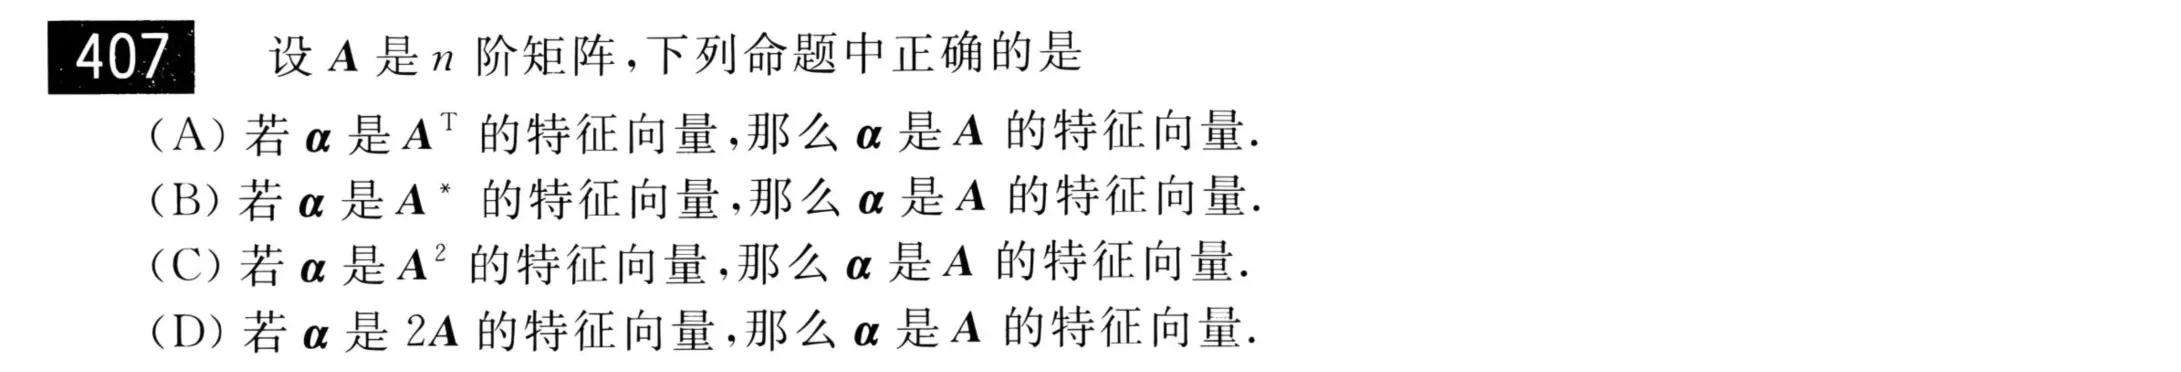 407 设 A 是 n 阶矩阵,下列命题中正确的是
(A) 若 α 是 Aᵀ 的特征向量,那么 α 是 A 的特征向量.
(B) 若 α 是 A* 的特征向量,那么 α 是 A 的特征向量.
(C) 若 α 是 A² 的特征向量,那么 α 是 A 的特征向量.
(D) 若 α 是 2A 的特征向量,那么 α 是 A 的特征向量.